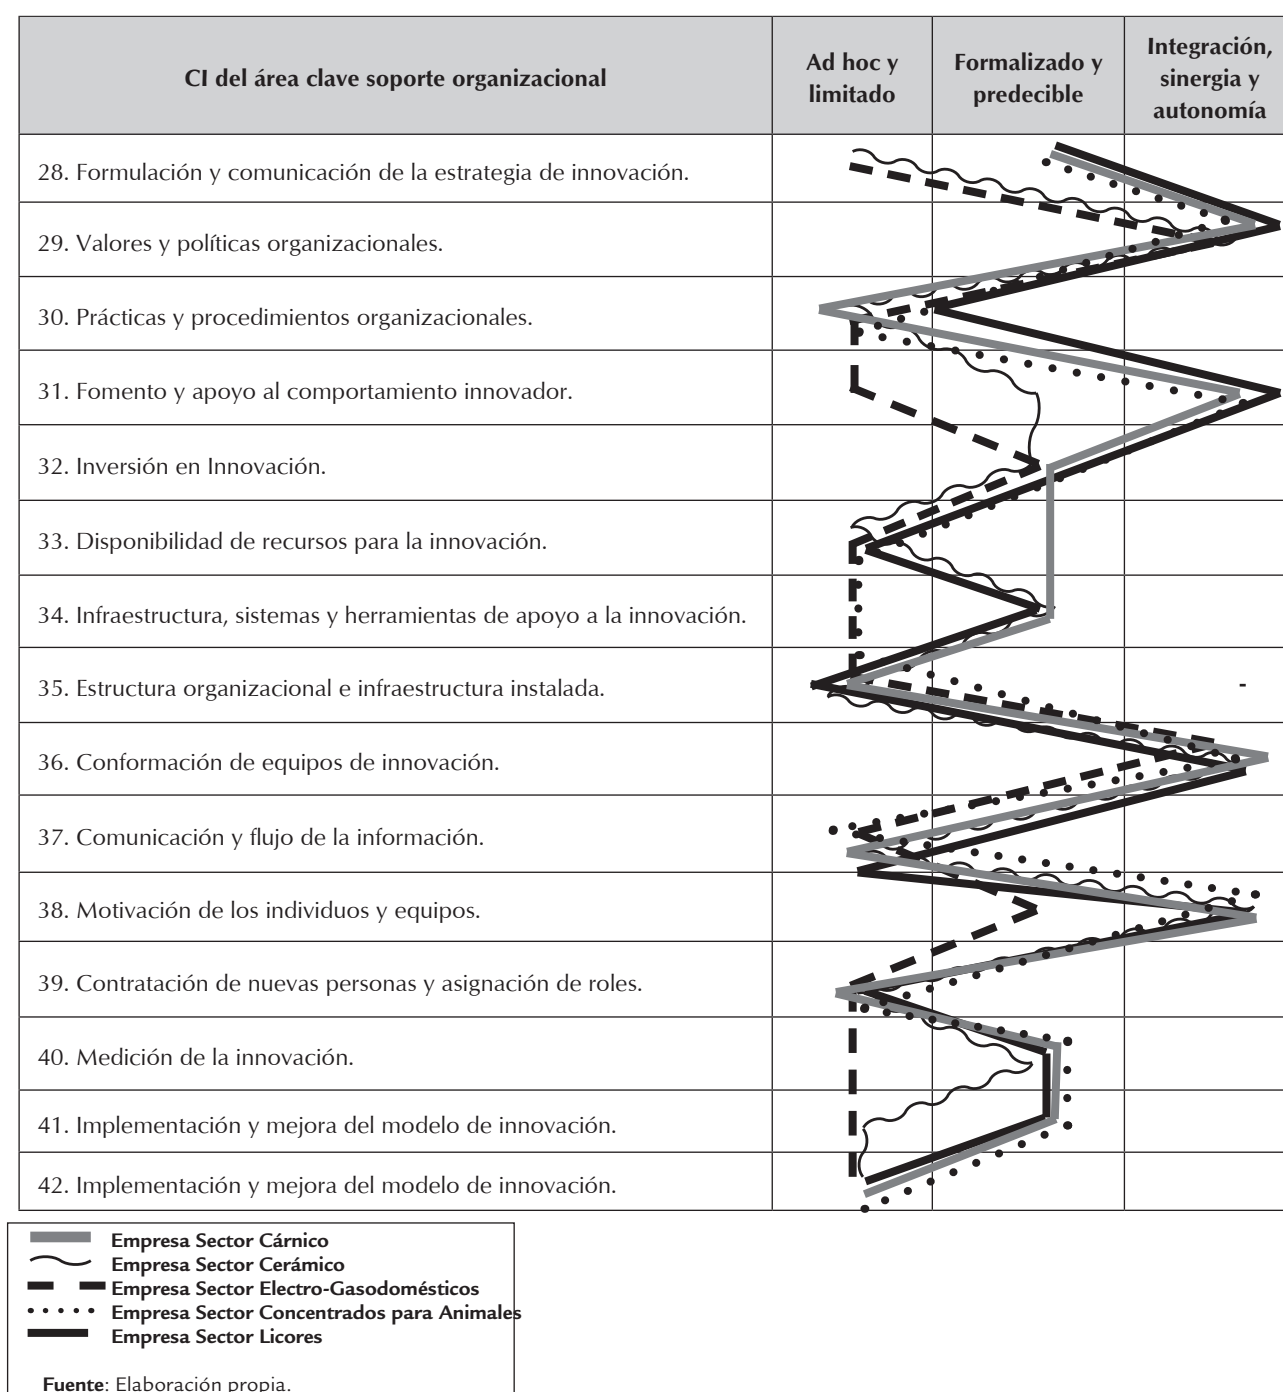 CI del área clave soporte organizacional
Ad hoc y
limitado
Formalizado y
predecible
Integración,
sinergia y
autonomía
28. Formulación y comunicación de la estrategia de innovación.
29. Valores y políticas organizacionales.
30. Prácticas y procedimientos organizacionales.
31. Fomento y apoyo al comportamiento innovador.
32. Inversión en Innovación.
33. Disponibilidad de recursos para la innovación.
34. Infraestructura, sistemas y herramientas de apoyo a la innovación.
35. Estructura organizacional e infraestructura instalada.
-
36. Conformación de equipos de innovación.
37. Comunicación y flujo de la información.
38. Motivación de los individuos y equipos.
39. Contratación de nuevas personas y asignación de roles.
40. Medición de la innovación.
41. Implementación y mejora del modelo de innovación.
42. Implementación y mejora del modelo de innovación.
Empresa Sector Cárnico
Empresa Sector Cerámico
Empresa Sector Electro-Gasodomésticos
Empresa Sector Concentrados para Animales
Empresa Sector Licores
Fuente: Elaboración propia.